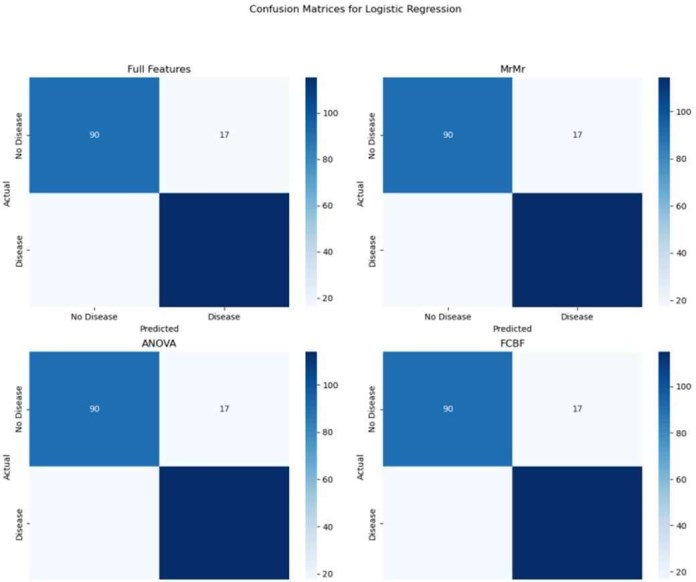 Confusion Matrices for Logistic Regression
Full Features
MrMr
No Disease
90
17
100
80
60
40
20
Actual
Disease
No Disease
Disease
Predicted
No Disease
90
17
100
80
60
40
20
Actual
Disease
No Disease
Disease
Predicted
ANOVA
FCBF
No Disease
90
17
100
80
60
40
20
Actual
Disease
No Disease
90
17
100
80
60
40
20
Actual
Disease